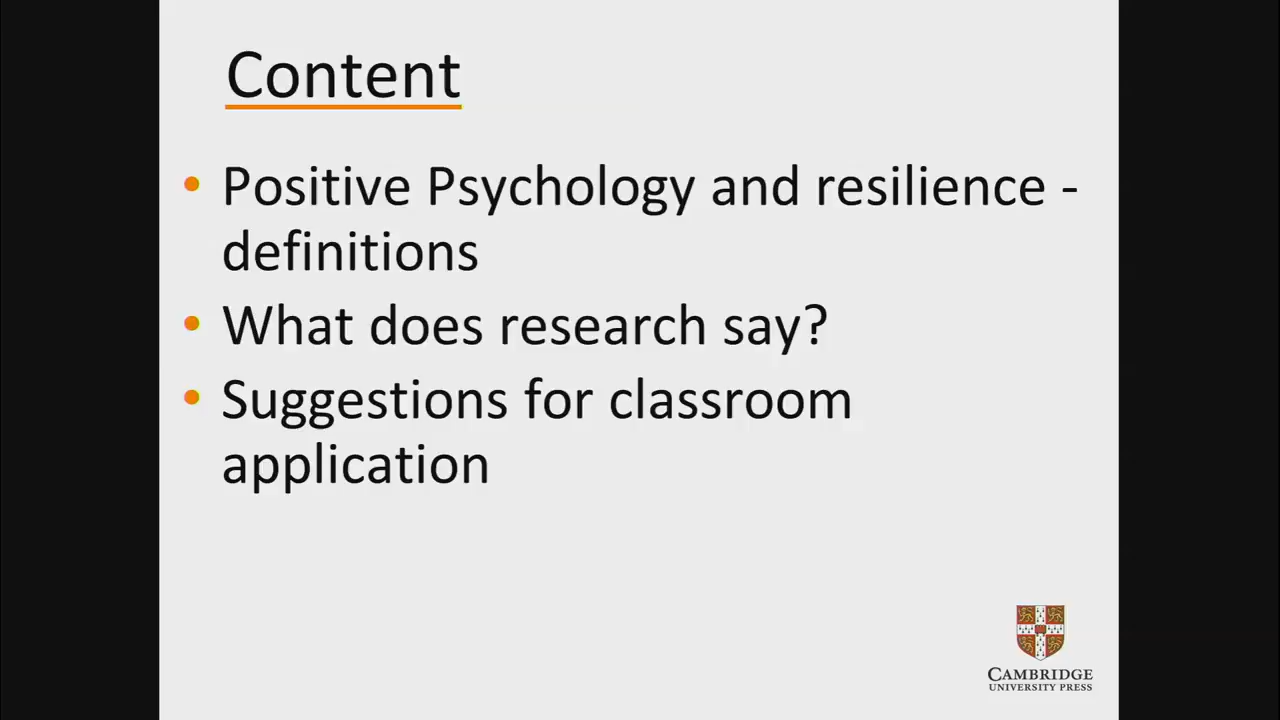 Content
• Positive Psychology and resilience -
definitions
• What does research say?
• Suggestions for classroom
application
CAMBRIDGE
UNIVERSITY PRESS